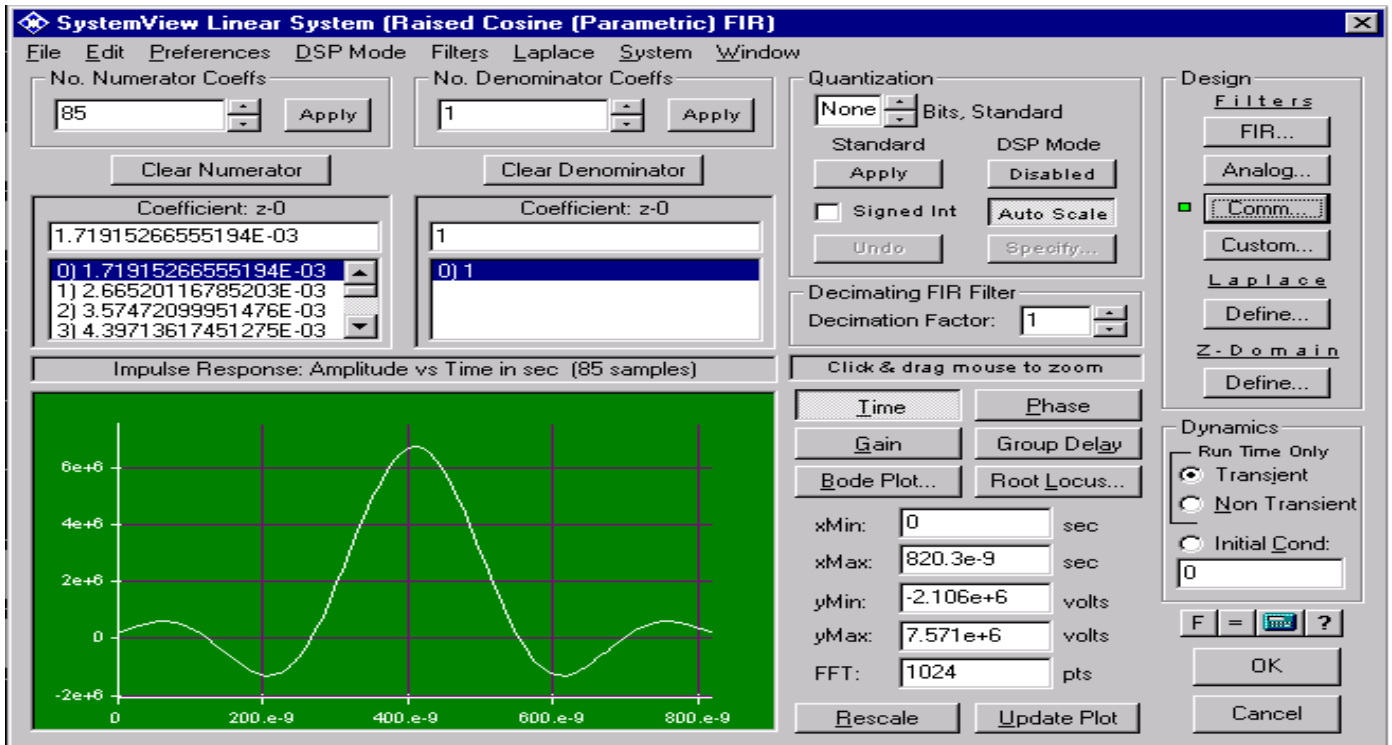 SystemView Linear System (Raised Cosine (Parametric) FIR)
File Edit Preferences DSP Mode Filters Laplace System Window
No. Numerator Coeffs
85
Apply
Clear Numerator
No. Denominator Coeffs
1
Apply
Clear Denominator
Coefficient: z-0
1.71915266555194E-03
0) 1.71915266555194E-03
1) 2.66520116785203E-03
2) 3.57472099951476E-03
3) 4.39713617451275E-03
Coefficient: z-0
1
0) 1
Quantization
None Bits, Standard
Standard DSP Mode
Apply Disabled
Signed Int Auto Scale
Undo Specify...
Decimating FIR Filter
Decimation Factor: 1
Design
Filters
FIR...
Analog...
Comm...
Custom...
Laplace
Define...
Z-Domain
Define...
Impulse Response: Amplitude vs Time in sec (85 samples)
6e+6
4e+6
2e+6
0
-2e+6
0 200.e-9 400.e-9 600.e-9 800.e-9
Click & drag mouse to zoom
Time Phase
Gain Group Delay
Bode Plot... Root Locus...
xMin: 0 sec
xMax: 820.3e-9 sec
yMin: -2.106e+6 volts
yMax: 7.571e+6 volts
FFT: 1024 pts
Rescale Update Plot
Dynamics
Run Time Only
Transient
Non Transient
Initial Cond:
0
F = ?
OK
Cancel